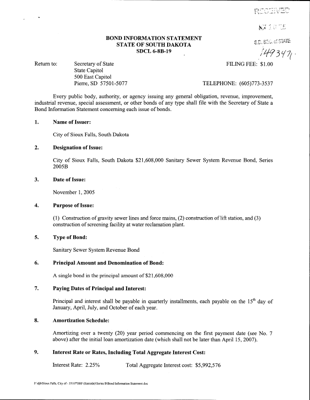 RECEIVED
S.D. SEC. OF STATE
BOND INFORMATION STATEMENT
STATE OF SOUTH DAKOTA
SDCL 6-8B-19
Return to: Secretary of State FILING FEE: $1.00
State Capitol
500 East Capitol
Pierre, SD 57501-5077 TELEPHONE: (605)773-3537
Every public body, authority, or agency issuing any general obligation, revenue, improvement,
industrial revenue, special assessment, or other bonds of any type shall file with the Secretary of State a
Bond Information Statement concerning each issue of bonds.
1. Name of Issuer:
City of Sioux Falls, South Dakota
2. Designation of Issue:
City of Sioux Falls, South Dakota $21,608,000 Sanitary Sewer System Revenue Bond, Series
2005B
3. Date of Issue:
November 1, 2005
4. Purpose of Issue:
(1) Construction of gravity sewer lines and force mains, (2) construction of lift station, and (3)
construction of screening facility at water reclamation plant.
5. Type of Bond:
Sanitary Sewer System Revenue Bond
6. Principal Amount and Denomination of Bond:
A single bond in the principal amount of $21,608,000
7. Paying Dates of Principal and Interest:
Principal and interest shall be payable in quarterly installments, each payable on the 15th day of
January, April, July, and October of each year.
8. Amortization Schedule:
Amortizing over a twenty (20) year period commencing on the first payment date (see No. 7
above) after the initial loan amortization date (which shall not be later than April 15, 2007).
9. Interest Rate or Rates, Including Total Aggregate Interest Cost:
Interest Rate: 2.25% Total Aggregate Interest cost: $5,992,576